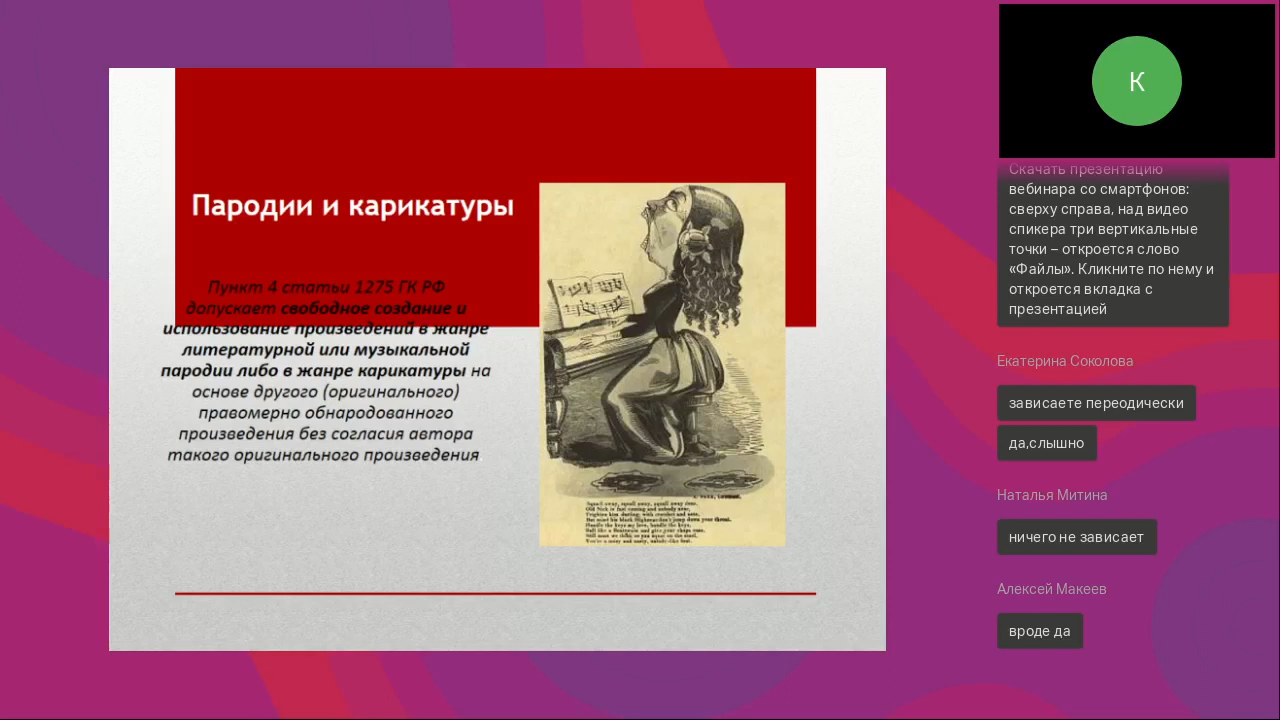 Пародии и карикатуры
Пункт 4 статьи 1275 ГК РФ
допускает свободное создание и
использование произведений в жанре
литературной или музыкальной
пародии либо в жанре карикатуры на
основе другого (оригинального)
правомерно обнародованного
произведения без согласия автора
такого оригинального произведения
К
Скачать презентацию
вебинара со смартфонов:
сверху справа, над видео
спикера три вертикальные
точки – откроется слово
«Файлы». Кликните по нему и
откроется вкладка с
презентацией
Екатерина Соколова
зависаете переодически
да,слышно
Наталья Митина
ничего не зависает
Алексей Макеев
вроде да